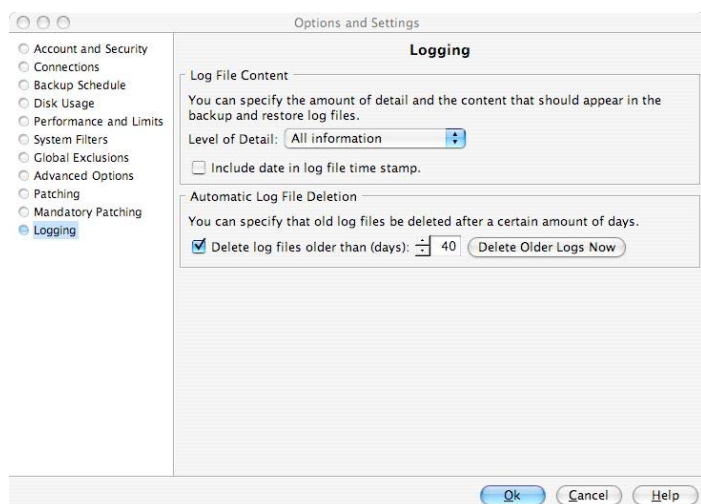 Options and Settings
Account and Security
Connections
Backup Schedule
Disk Usage
Performance and Limits
System Filters
Global Exclusions
Advanced Options
Patching
Mandatory Patching
Logging
Logging
Log File Content
You can specify the amount of detail and the content that should appear in the
backup and restore log files.
Level of Detail: All information
Include date in log file time stamp.
Automatic Log File Deletion
You can specify that old log files be deleted after a certain amount of days.
Delete log files older than (days): 40 Delete Older Logs Now
Ok Cancel Help